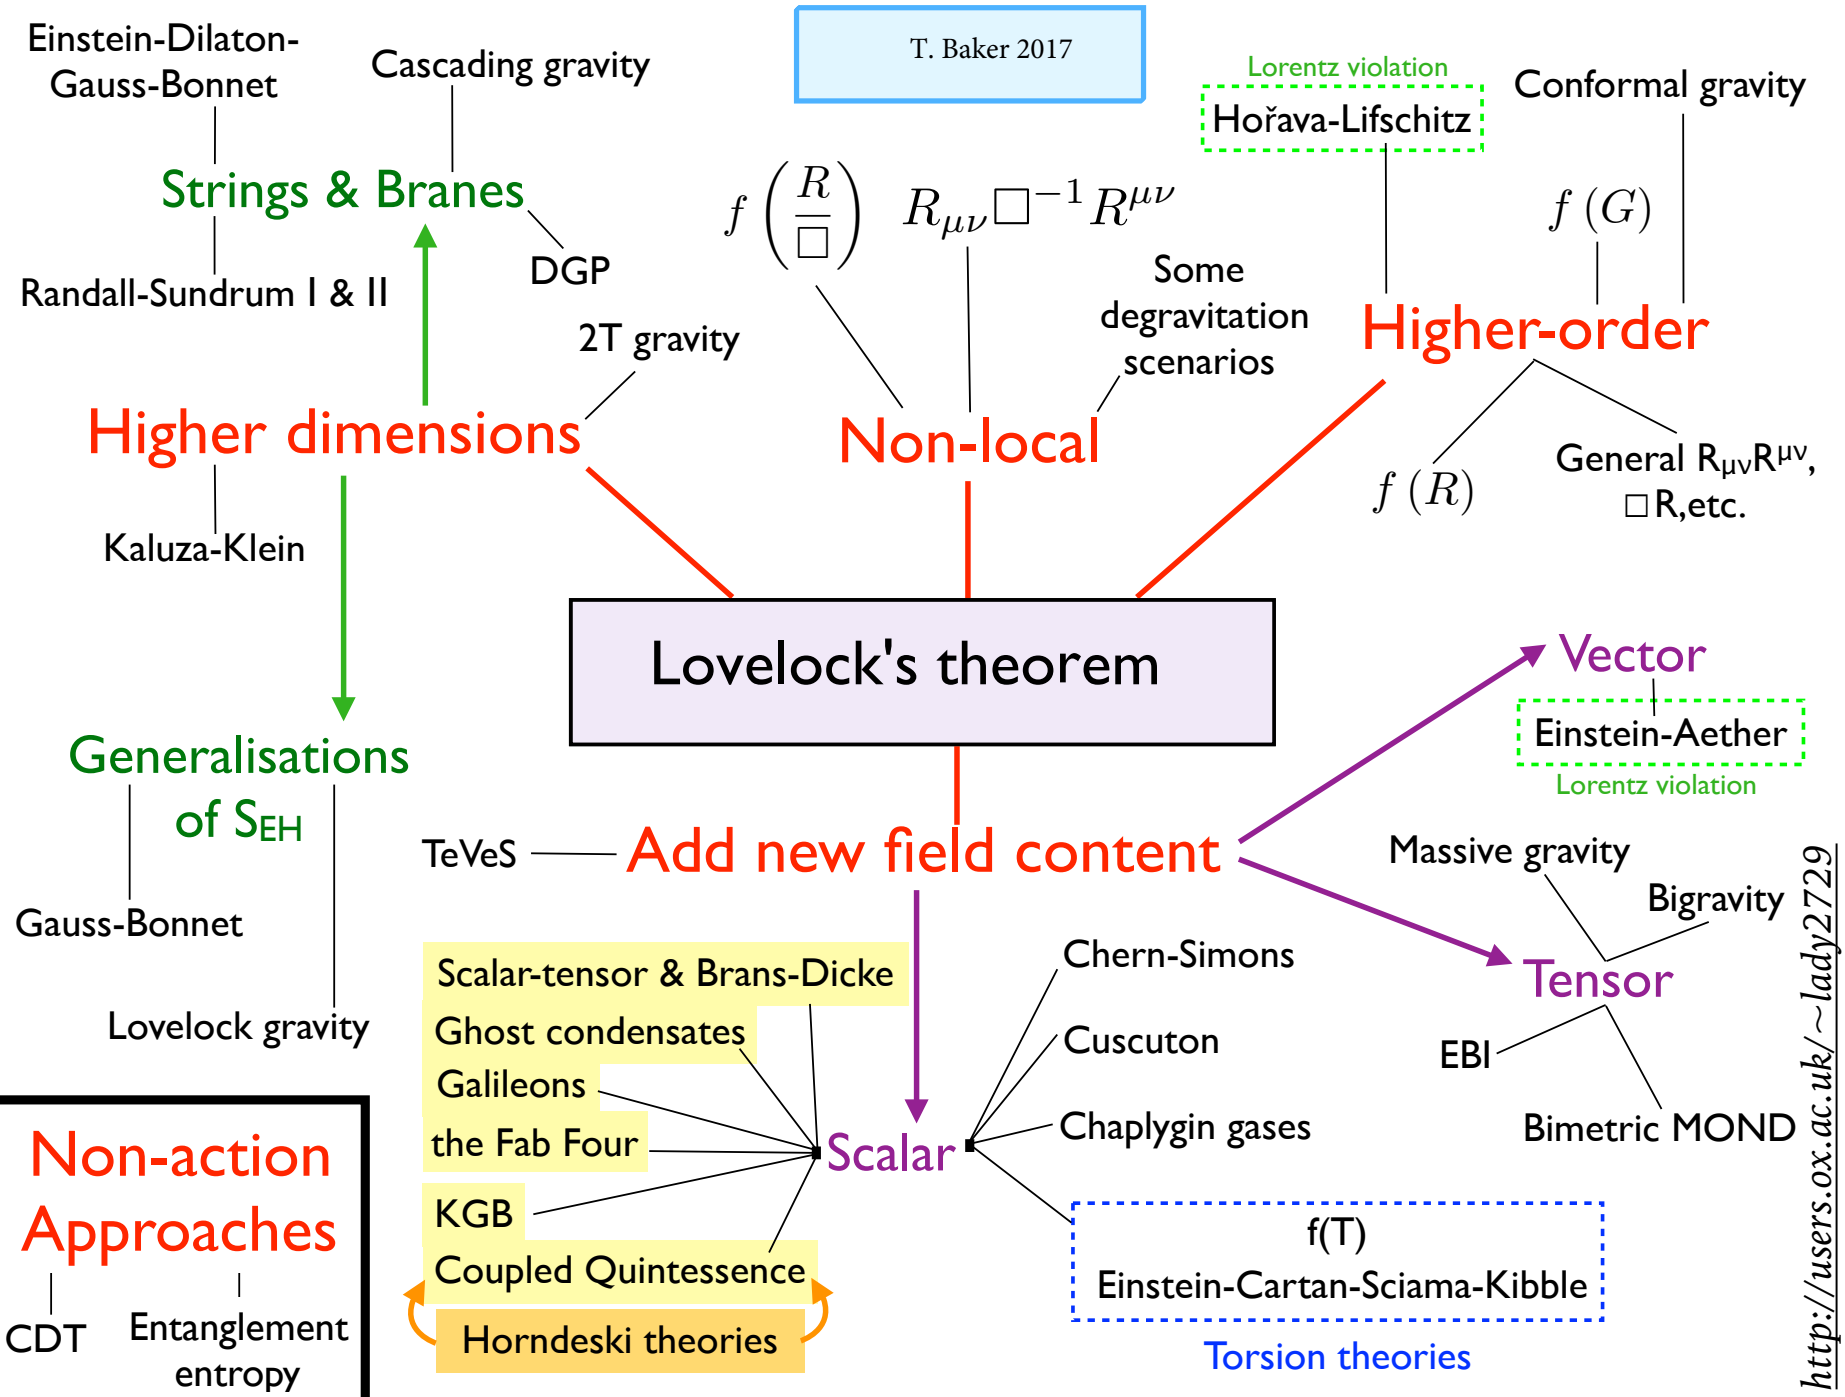 T. Baker 2017
Einstein-Dilaton-
Gauss-Bonnet
Cascading gravity
Strings & Branes
Randall-Sundrum I & II
DGP
2T gravity
Higher dimensions
Kaluza-Klein
Generalisations
of S_EH
Gauss-Bonnet
Lovelock gravity
f (R/□)
R_μν □^−1 R^μν
Some
degravitation
scenarios
Non-local
Lorentz violation
Hořava-Lifschitz
Conformal gravity
f (G)
Higher-order
f (R)
General R_μνR^μν,
□R,etc.
Lovelock's theorem
Vector
Einstein-Aether
Lorentz violation
TeVeS
Add new field content
Massive gravity
Bigravity
Tensor
EBI
Bimetric MOND
Scalar-tensor & Brans-Dicke
Ghost condensates
Galileons
the Fab Four
KGB
Coupled Quintessence
Horndeski theories
Scalar
Chern-Simons
Cuscuton
Chaplygin gases
f(T)
Einstein-Cartan-Sciama-Kibble
Torsion theories
Non-action
Approaches
CDT
Entanglement
entropy
http://users.ox.ac.uk/~lady2729